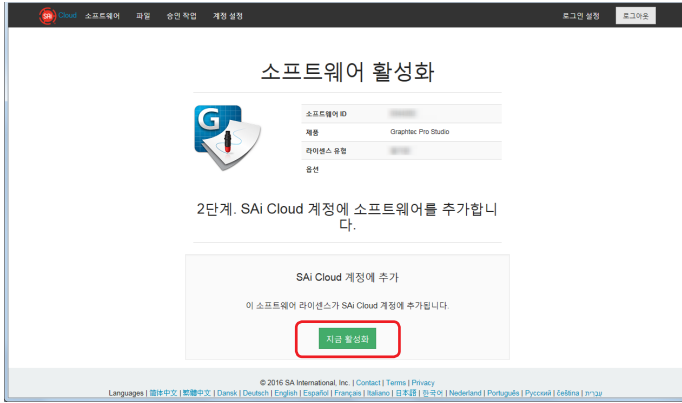 SAi Cloud 소프트웨어 파일 승인 작업 계정 설정 로그인 설정 로그아웃
소프트웨어 활성화
G
소프트웨어 ID
제품 Graphtec Pro Studio
라이센스 유형
옵션
2단계. SAi Cloud 계정에 소프트웨어를 추가합니
다.
SAi Cloud 계정에 추가
이 소프트웨어 라이센스가 SAi Cloud 계정에 추가됩니다.
지금 활성화
© 2016 SA International, Inc. | Contact | Terms | Privacy
Languages | 简体中文 | 繁體中文 | Dansk | Deutsch | English | Español | Français | Italiano | 日本語 | 한국어 | Nederland | Português | Русский | čeština | עברית